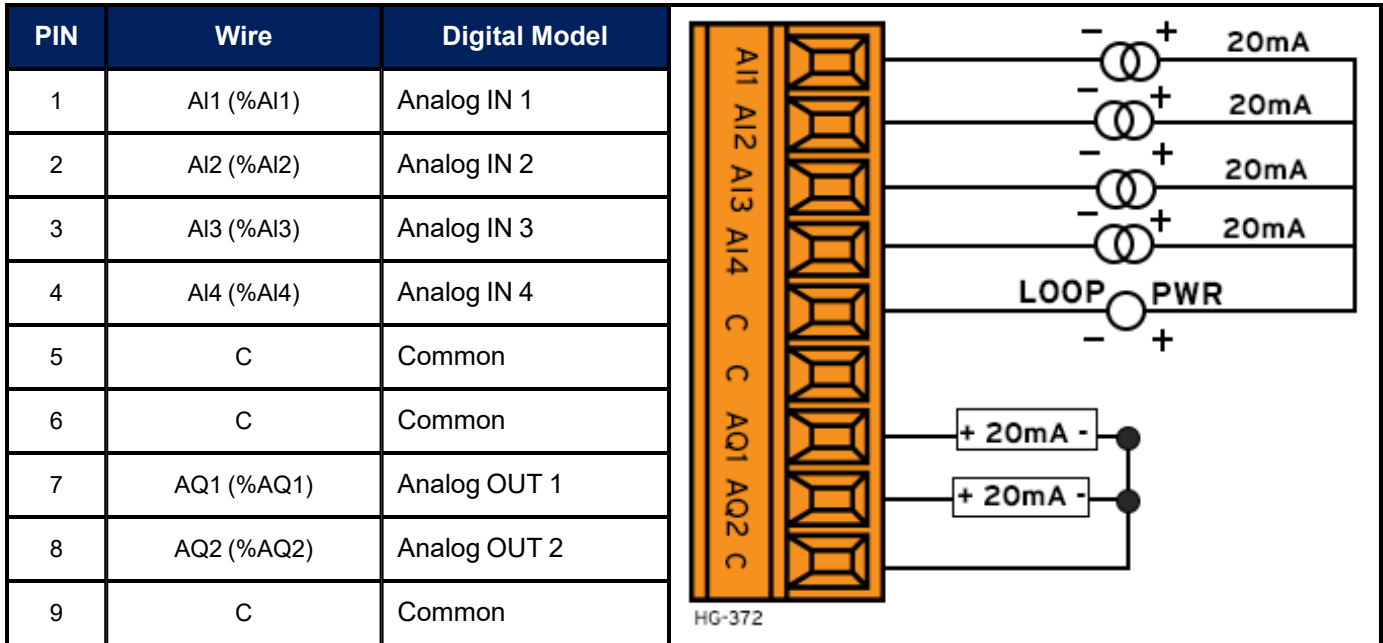 PIN Wire Digital Model
1 AI1 (%AI1) Analog IN 1
2 AI2 (%AI2) Analog IN 2
3 AI3 (%AI3) Analog IN 3
4 AI4 (%AI4) Analog IN 4
5 C Common
6 C Common
7 AQ1 (%AQ1) Analog OUT 1
8 AQ2 (%AQ2) Analog OUT 2
9 C Common
AI1
AI2
AI3
AI4
C
C
AQ1
AQ2
C
- + 20mA
- + 20mA
- + 20mA
- + 20mA
LOOP PWR
- +
+ 20mA -
+ 20mA -
HG-372